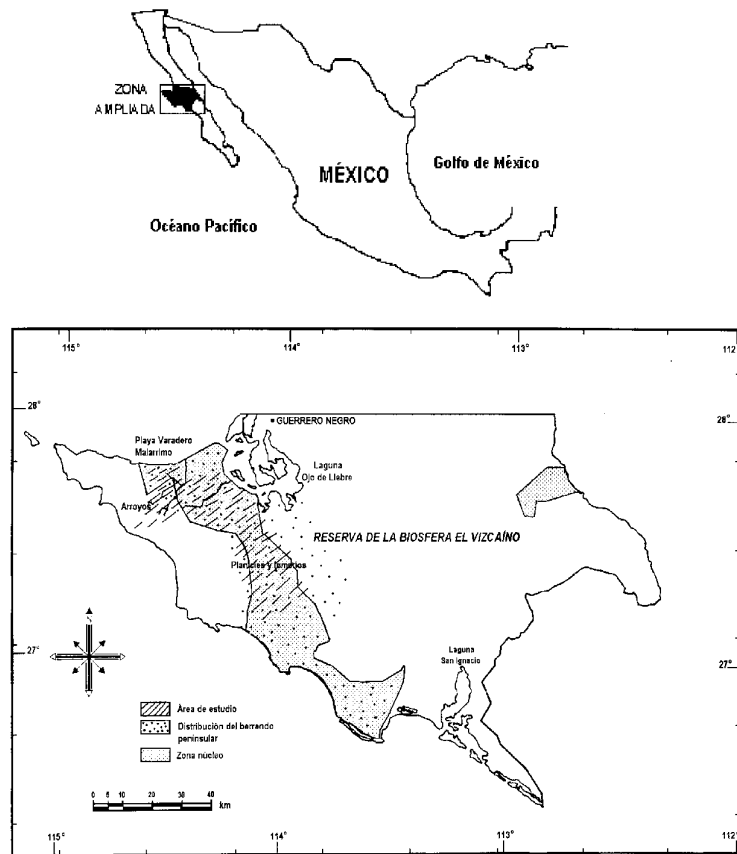 ZONA
AMPLIADA
MÉXICO
Golfo de México
Océano Pacífico
115°
114°
113°
112
28°
28°
GUERRERO NEGRO
Playa Varadero
Malarrimo
Laguna
Ojo de Liebre
Arroyos
RESERVA DE LA BIOSFERA EL VIZCAÍNO
Planicies y lomeríos
27°
27°
Laguna
San Ignacio
N
Área de estudio
Distribución del berrendo
peninsular
Zona núcleo
0 5 10 20 30 40
km
115°
114°
113°
112